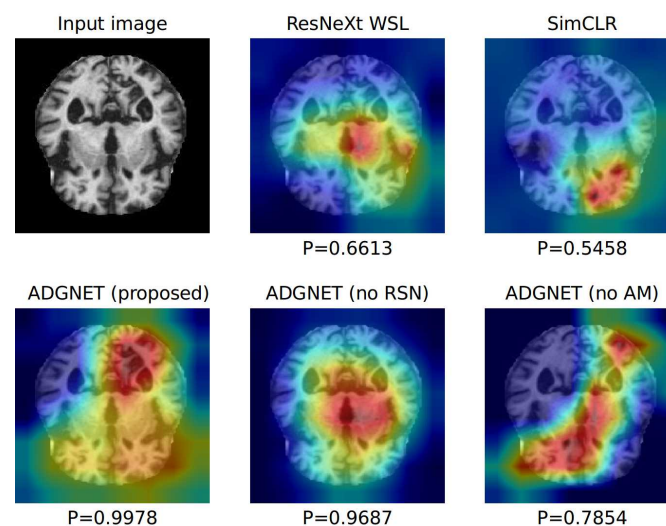 Input image
ResNeXt WSL
SimCLR
P=0.6613
P=0.5458
ADGNET (proposed)
ADGNET (no RSN)
ADGNET (no AM)
P=0.9978
P=0.9687
P=0.7854